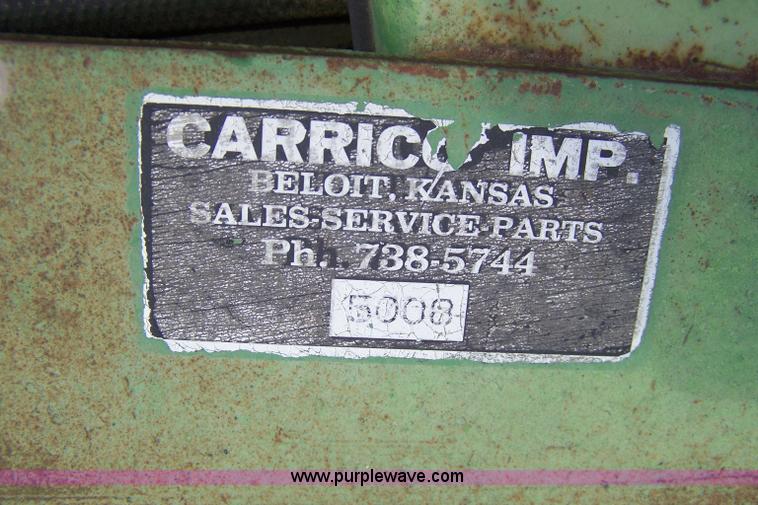 CARRICO IMP.
BELOIT, KANSAS
SALES-SERVICE-PARTS
Ph. 738-5744
5008
www.purplewave.com